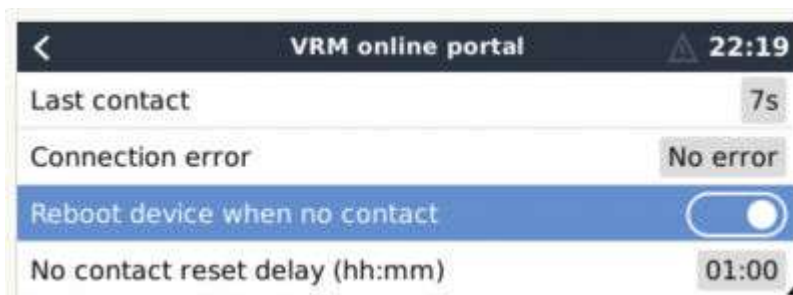 VRM online portal 22:19
Last contact 7s
Connection error No error
Reboot device when no contact
No contact reset delay (hh:mm) 01:00